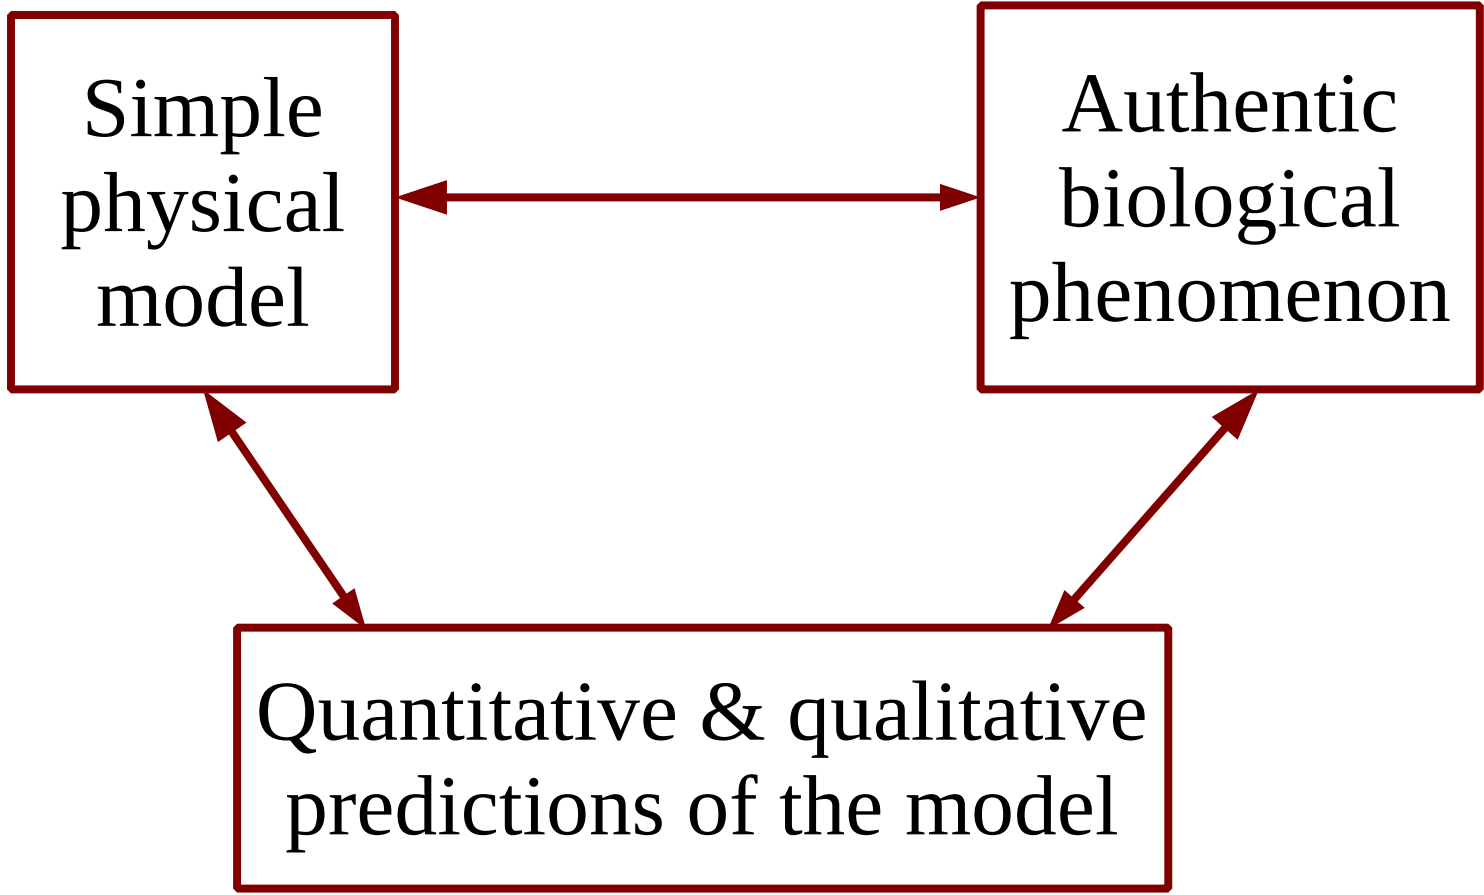 Simple
physical
model
Authentic
biological
phenomenon
Quantitative & qualitative
predictions of the model